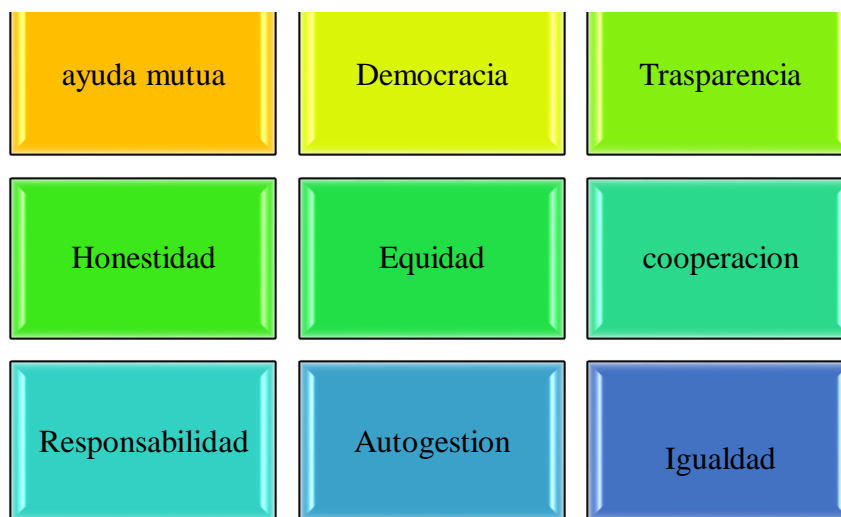 ayuda mutua
Democracia
Trasparencia
Honestidad
Equidad
cooperacion
Responsabilidad
Autogestion
Igualdad